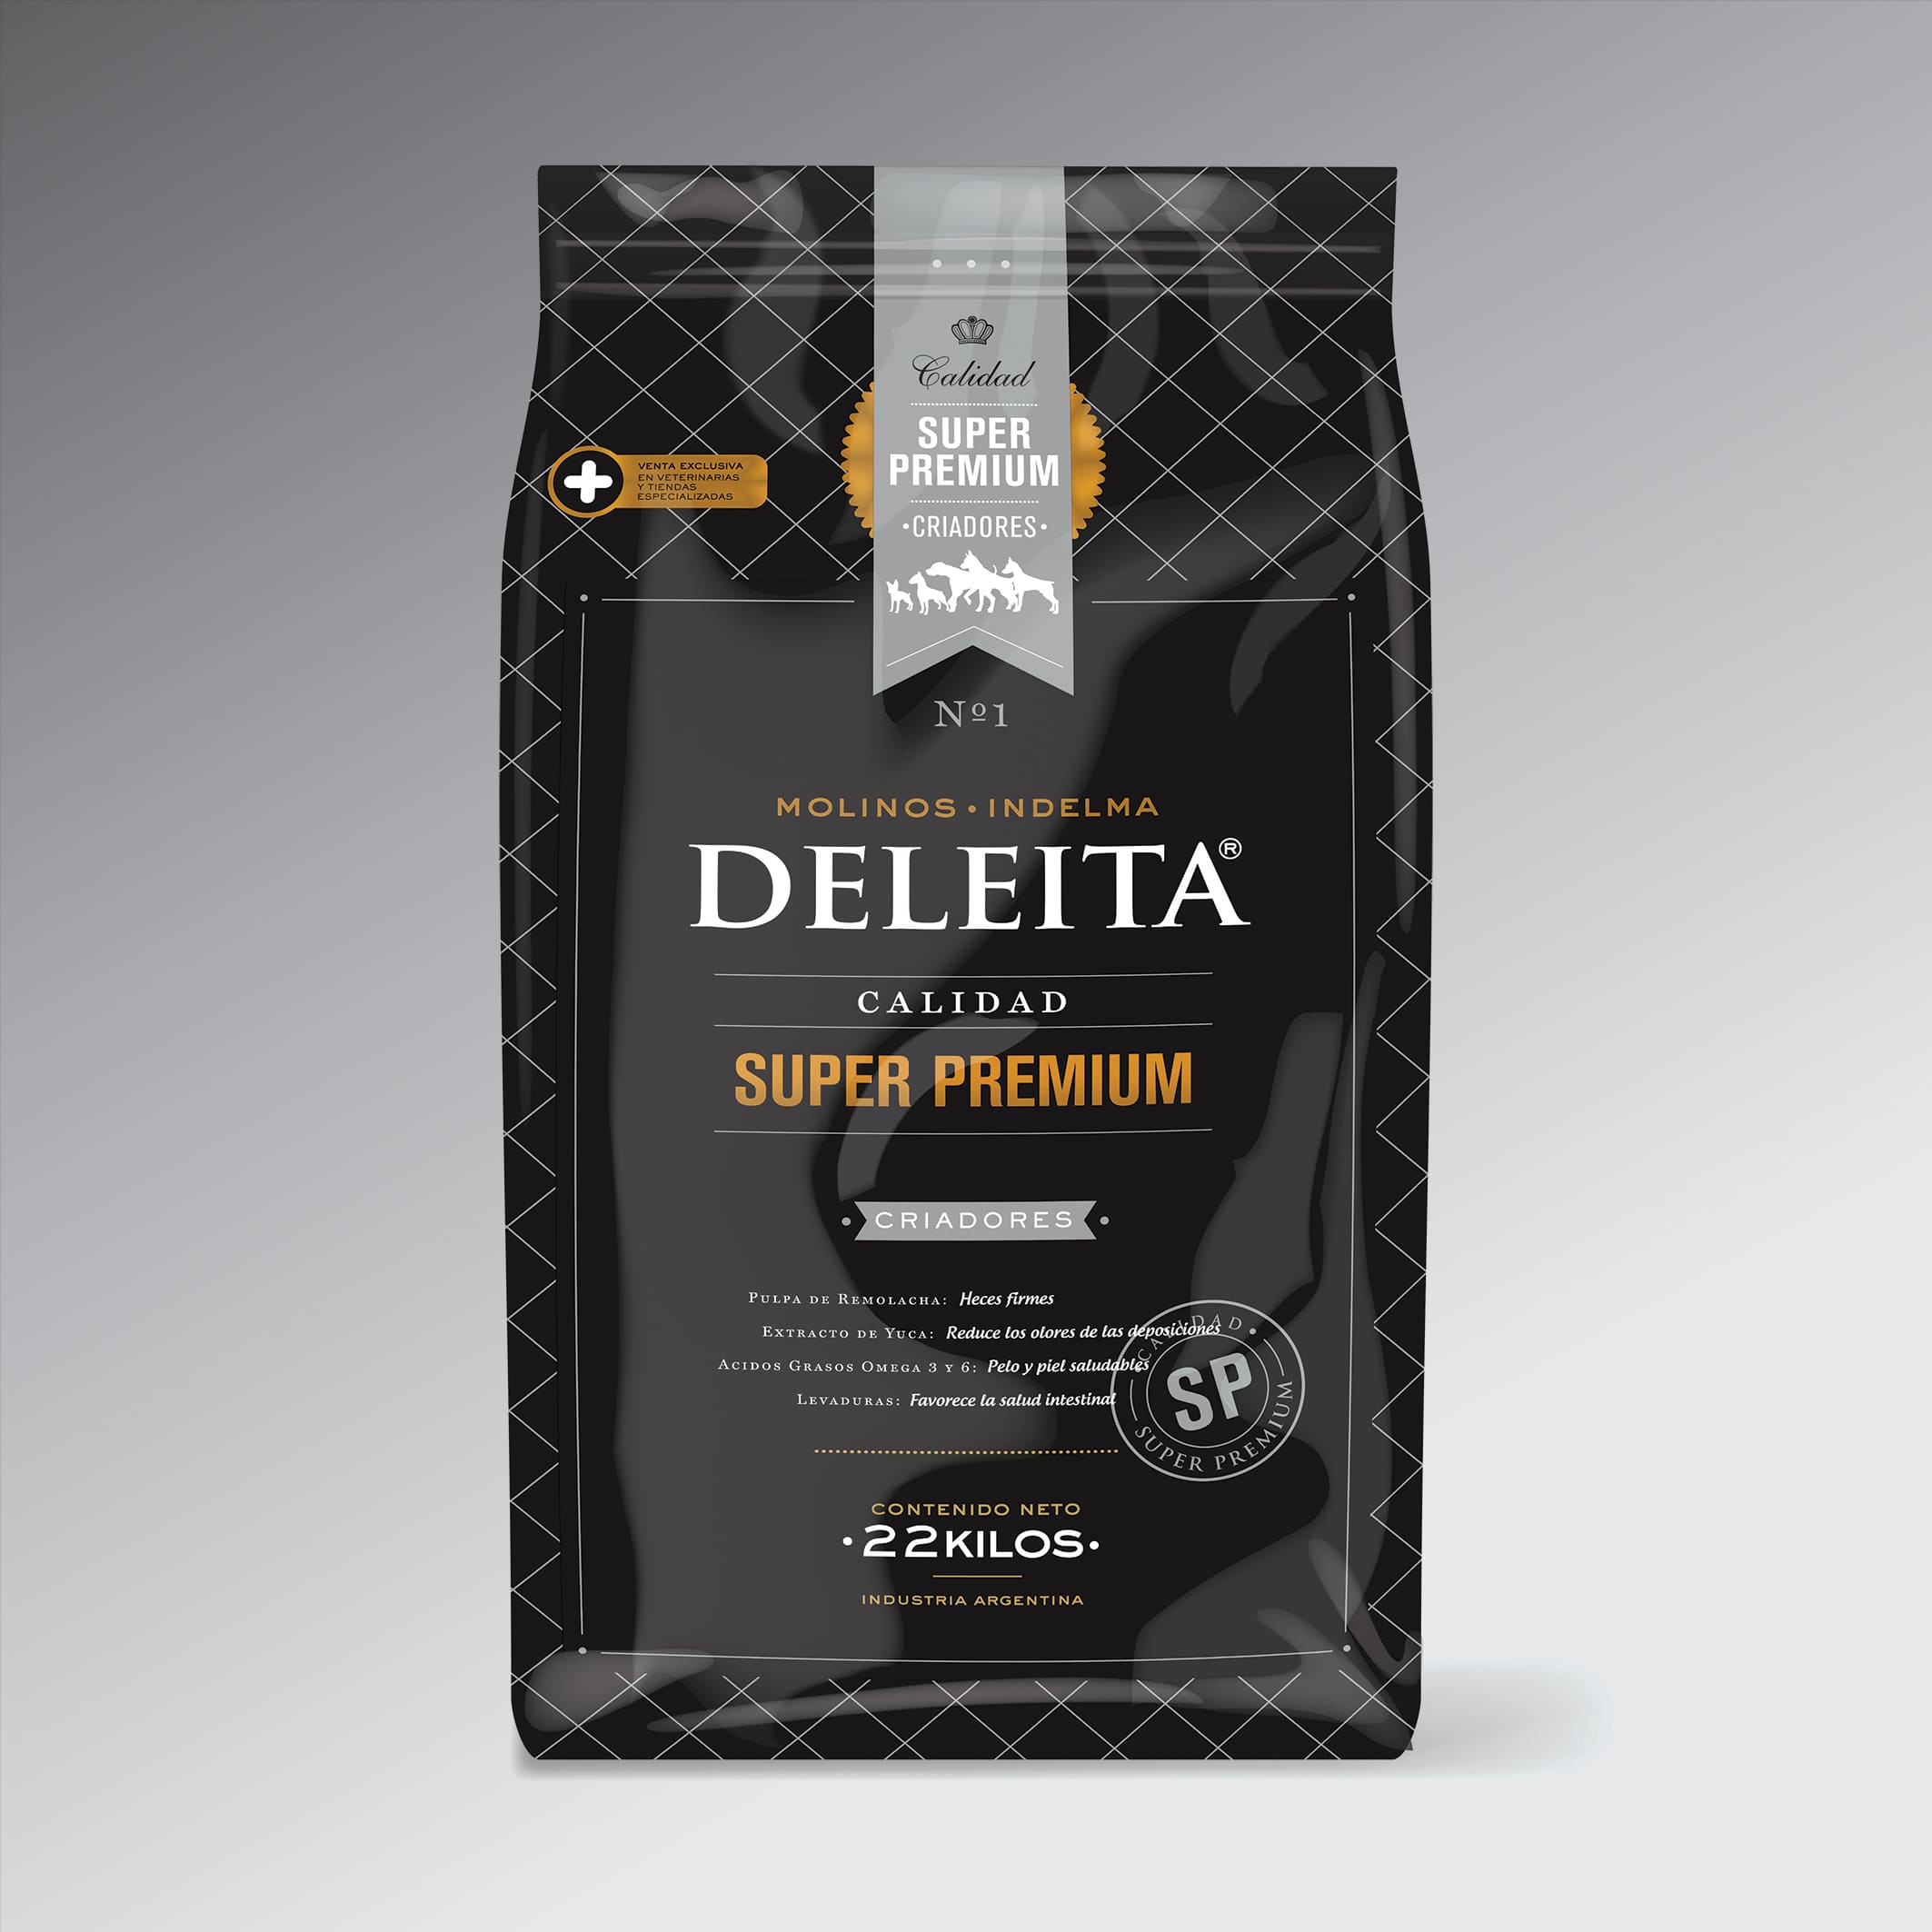 Calidad
SUPER
PREMIUM
•CRIADORES•
VENTA EXCLUSIVA
EN VETERINARIAS
Y TIENDAS
ESPECIALIZADAS
Nº1
MOLINOS • INDELMA
DELEITA®
CALIDAD
SUPER PREMIUM
• CRIADORES •
PULPA DE REMOLACHA: Heces firmes
EXTRACTO DE YUCA: Reduce los olores de las deposiciones
ACIDOS GRASOS OMEGA 3 Y 6: Pelo y piel saludables
LEVADURAS: Favorece la salud intestinal
• CALIDAD •
SP
SUPER PREMIUM
CONTENIDO NETO
•22KILOS•
INDUSTRIA ARGENTINA